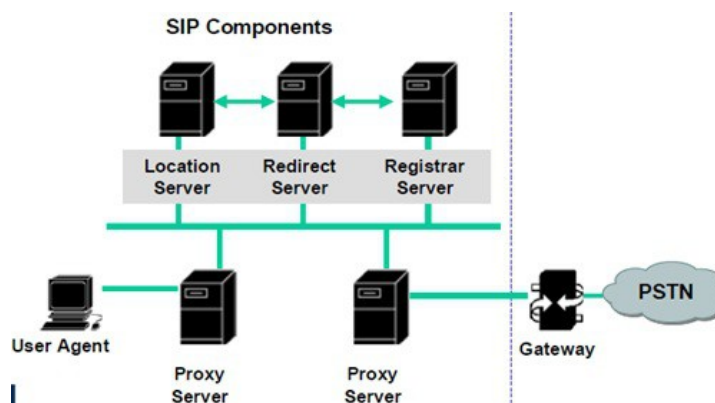 SIP Components
Location Server
Redirect Server
Registrar Server
User Agent
Proxy Server
Proxy Server
Gateway
PSTN